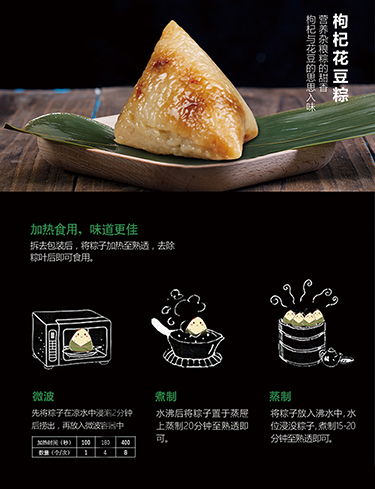 枸杞花豆粽
营养杂粮粽的甜香
枸杞与花豆的思思入味
加热食用，味道更佳
拆去包装后，将粽子加热至熟透，去除
粽叶后即可食用。
微波
先将粽子在凉水中浸泡2分钟
后捞出，再放入微波容器中
加热时间（秒） 100 180 400
数量（个/次） 1 4 8
煮制
水沸后将粽子置于蒸屉
上蒸制20分钟至熟透即
可。
蒸制
将粽子放入沸水中，水
位浸没粽子，煮制15-20
分钟至熟透即可。